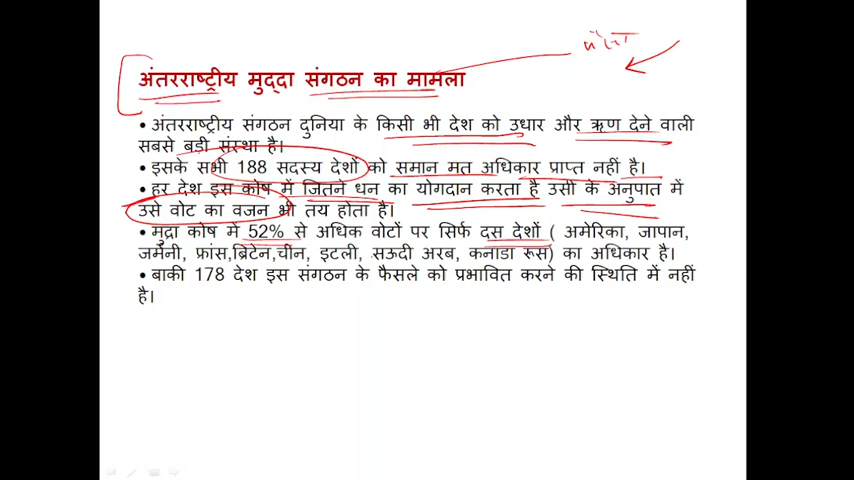 अंतरराष्ट्रीय मुद्दा संगठन का मामला
• अंतरराष्ट्रीय संगठन दुनिया के किसी भी देश को उधार और ऋण देने वाली
सबसे बड़ी संस्था है।
• इसके सभी 188 सदस्य देशों को समान मत अधिकार प्राप्त नहीं है।
• हर देश इस कोष में जितने धन का योगदान करता है उसी के अनुपात में
उसे वोट का वजन भी तय होता है।
• मुद्रा कोष में 52% से अधिक वोटों पर सिर्फ दस देशों ( अमेरिका, जापान,
जर्मनी, फ्रांस,ब्रिटेन,चीन, इटली, सऊदी अरब, कनाडा रूस) का अधिकार है।
• बाकी 178 देश इस संगठन के फैसले को प्रभावित करने की स्थिति में नहीं
है।